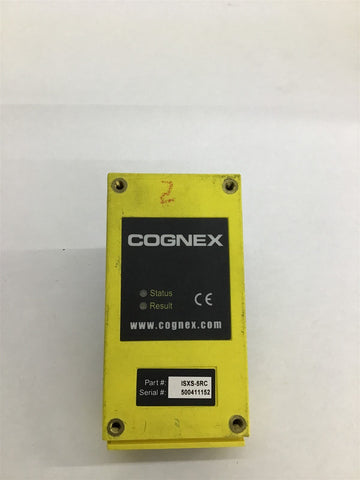 2
COGNEX
Status
Result
CE
www.cognex.com
Part #: ISXS-5RC
Serial #: 500411152